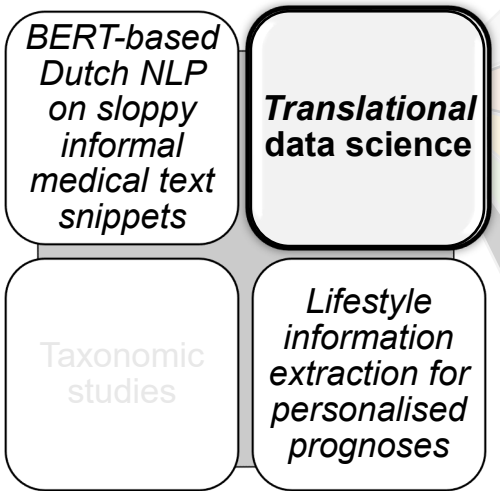 BERT-based
Dutch NLP
on sloppy
informal
medical text
snippets
Translational
data science
Taxonomic
studies
Lifestyle
information
extraction for
personalised
prognoses